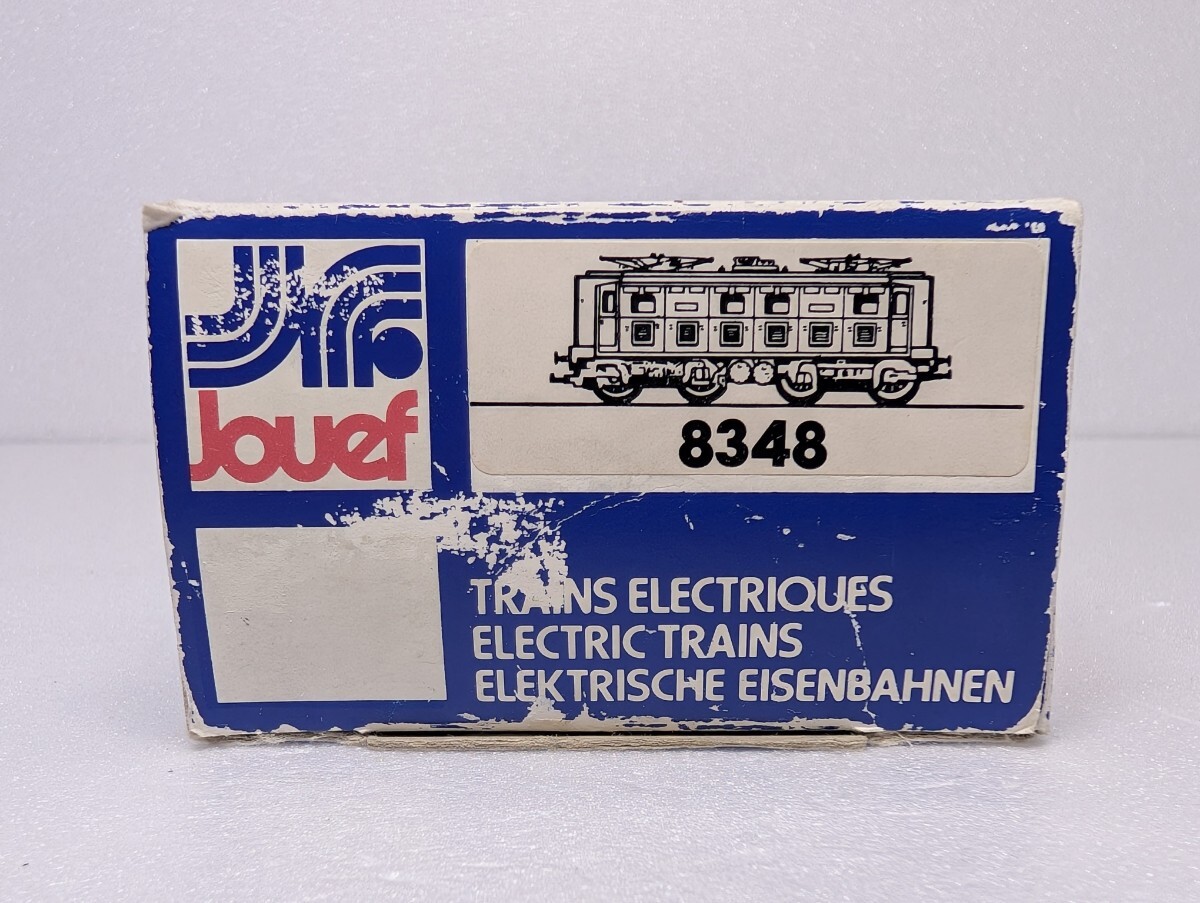 Jouef
8348
TRAINS ELECTRIQUES
ELECTRIC TRAINS
ELEKTRISCHE EISENBAHNEN